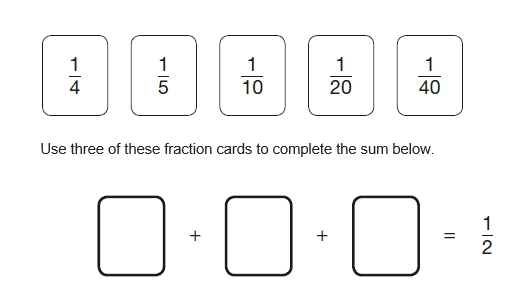 1/4 1/5 1/10 1/20 1/40
Use three of these fraction cards to complete the sum below.
+ + = 1/2